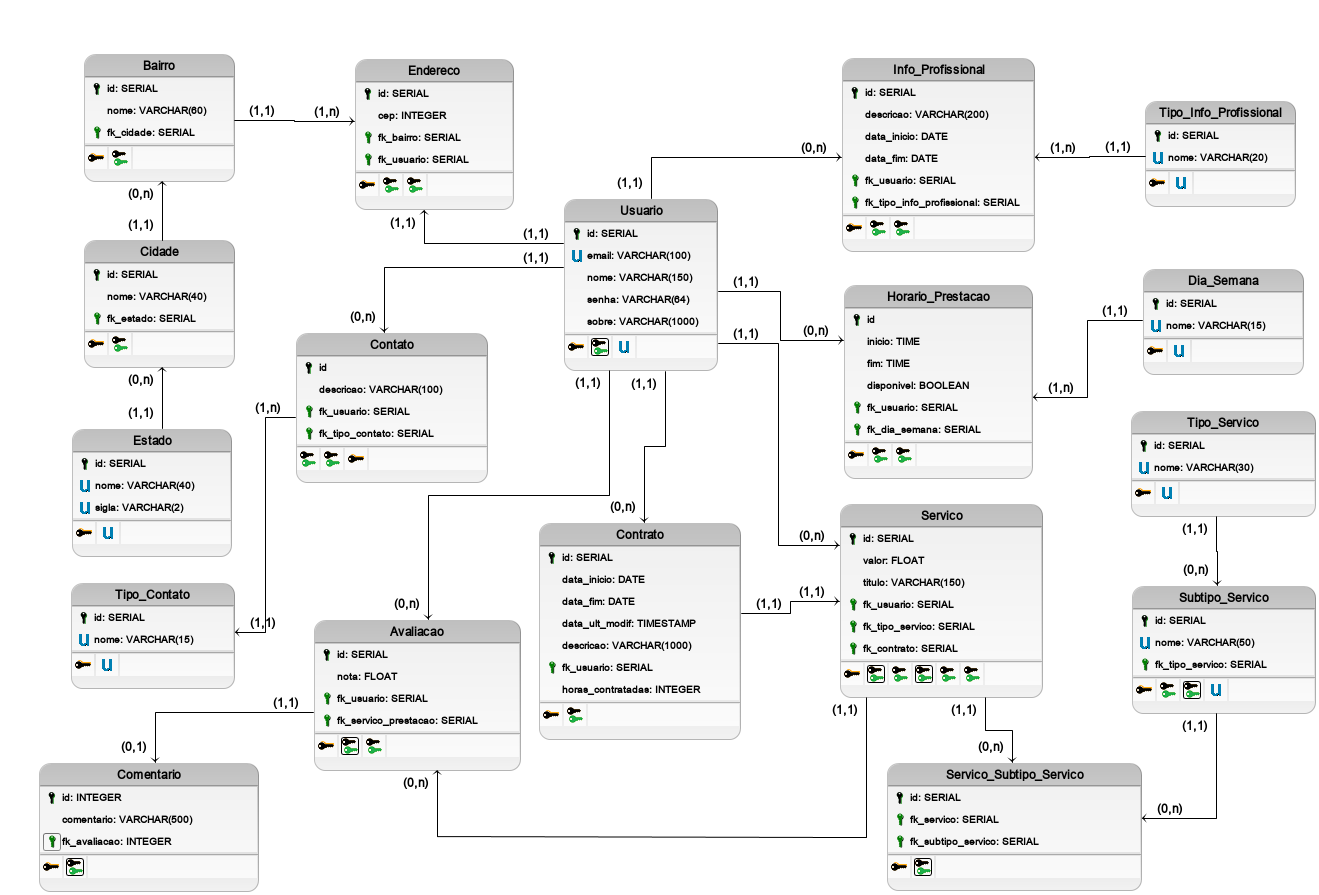 Bairro
id: SERIAL
nome: VARCHAR(60)
fk_cidade: SERIAL
(1,1)
(1,n)
Endereco
id: SERIAL
cep: INTEGER
fk_bairro: SERIAL
fk_usuario: SERIAL
Info_Profissional
id: SERIAL
descricao: VARCHAR(200)
data_inicio: DATE
data_fim: DATE
fk_usuario: SERIAL
fk_tipo_info_profissional: SERIAL
(0,n)
(1,n)
(1,1)
Tipo_Info_Profissional
id: SERIAL
u nome: VARCHAR(20)
u
(0,n)
(1,1)
Cidade
id: SERIAL
nome: VARCHAR(40)
fk_estado: SERIAL
(0,n)
(1,1)
Estado
id: SERIAL
u nome: VARCHAR(40)
u sigla: VARCHAR(2)
u
(1,1)
Usuario
id: SERIAL
u email: VARCHAR(100)
nome: VARCHAR(150)
senha: VARCHAR(64)
sobre: VARCHAR(1000)
u
(1,1)
(1,1)
(1,1)
(0,n)
Contato
id
descricao: VARCHAR(100)
fk_usuario: SERIAL
fk_tipo_contato: SERIAL
(1,n)
(1,1)
Tipo_Contato
id: SERIAL
u nome: VARCHAR(15)
u
(1,1)
(0,n)
(1,1)
(0,n)
Horario_Prestacao
id
inicio: TIME
fim: TIME
disponivel: BOOLEAN
fk_usuario: SERIAL
fk_dia_semana: SERIAL
(1,1)
(1,n)
Dia_Semana
id: SERIAL
u nome: VARCHAR(15)
u
Tipo_Servico
id: SERIAL
u nome: VARCHAR(30)
u
(1,1)
(0,n)
Subtipo_Servico
id: SERIAL
u nome: VARCHAR(50)
fk_tipo_servico: SERIAL
u
(1,1)
(0,n)
(1,1)
(1,1)
(0,n)
(0,n)
Contrato
id: SERIAL
data_inicio: DATE
data_fim: DATE
data_ult_modif: TIMESTAMP
descricao: VARCHAR(1000)
fk_usuario: SERIAL
horas_contratadas: INTEGER
(1,1)
(1,1)
Servico
id: SERIAL
valor: FLOAT
titulo: VARCHAR(150)
fk_usuario: SERIAL
fk_tipo_servico: SERIAL
fk_contrato: SERIAL
(1,1)
(1,1)
(0,n)
Avaliacao
id: SERIAL
nota: FLOAT
fk_usuario: SERIAL
fk_servico_prestacao: SERIAL
(0,n)
(1,1)
(0,1)
Comentario
id: INTEGER
comentario: VARCHAR(500)
fk_avaliacao: INTEGER
Servico_Subtipo_Servico
id: SERIAL
fk_servico: SERIAL
fk_subtipo_servico: SERIAL